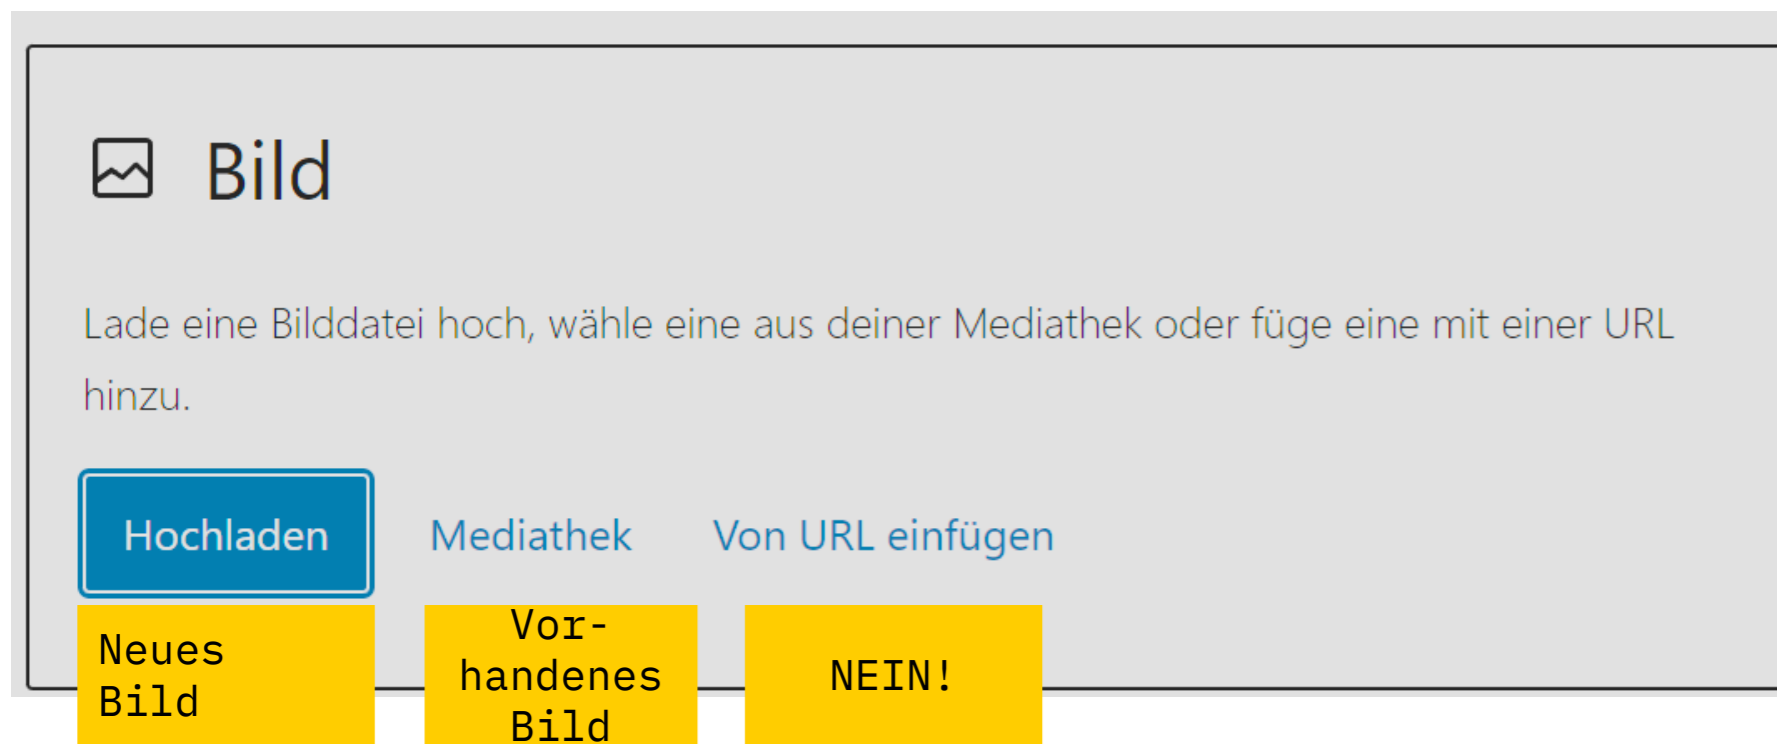 Bild
Lade eine Bilddatei hoch, wähle eine aus deiner Mediathek oder füge eine mit einer URL
hinzu.
Hochladen Mediathek Von URL einfügen
Neues
Bild
Vor-
handenes
Bild
NEIN!